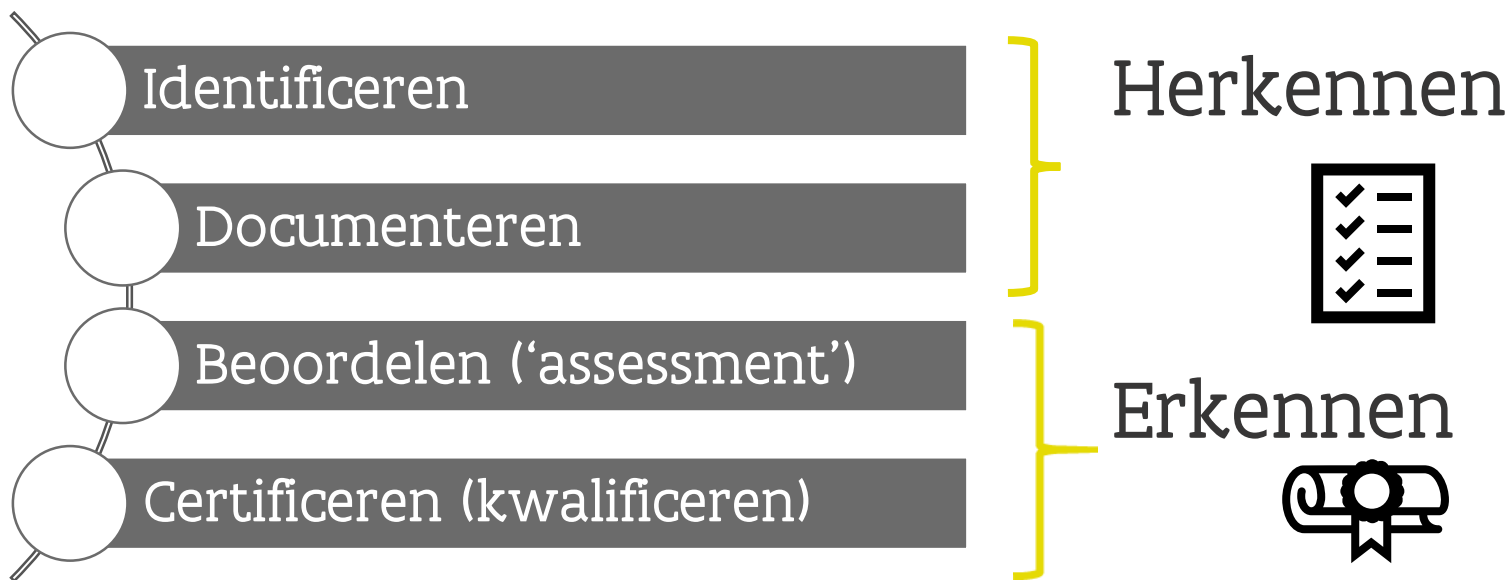 Identificeren
Documenteren
Beoordelen (‘assessment’)
Certificeren (kwalificeren)
Herkennen
Erkennen